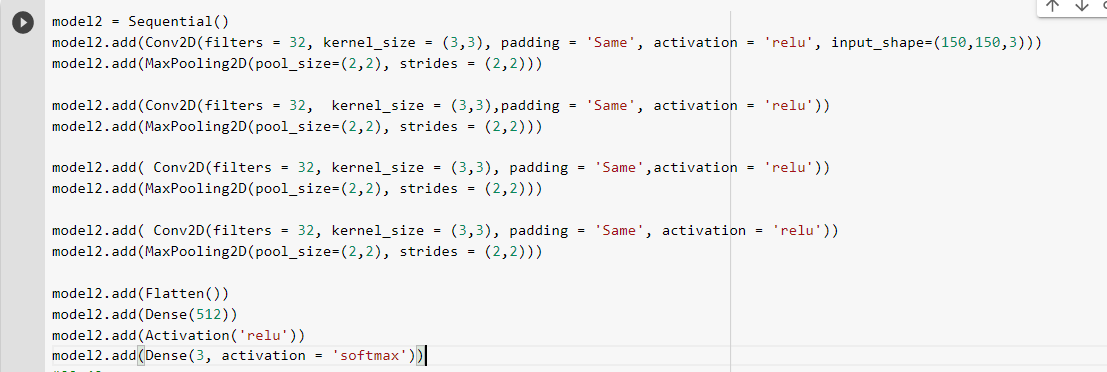 model2 = Sequential()
model2.add(Conv2D(filters = 32, kernel_size = (3,3), padding = 'Same', activation = 'relu', input_shape=(150,150,3)))
model2.add(MaxPooling2D(pool_size=(2,2), strides = (2,2)))
model2.add(Conv2D(filters = 32,  kernel_size = (3,3),padding = 'Same', activation = 'relu'))
model2.add(MaxPooling2D(pool_size=(2,2), strides = (2,2)))
model2.add( Conv2D(filters = 32, kernel_size = (3,3), padding = 'Same',activation = 'relu'))
model2.add(MaxPooling2D(pool_size=(2,2), strides = (2,2)))
model2.add( Conv2D(filters = 32, kernel_size = (3,3), padding = 'Same', activation = 'relu'))
model2.add(MaxPooling2D(pool_size=(2,2), strides = (2,2)))
model2.add(Flatten())
model2.add(Dense(512))
model2.add(Activation('relu'))
model2.add(Dense(3, activation = 'softmax'))